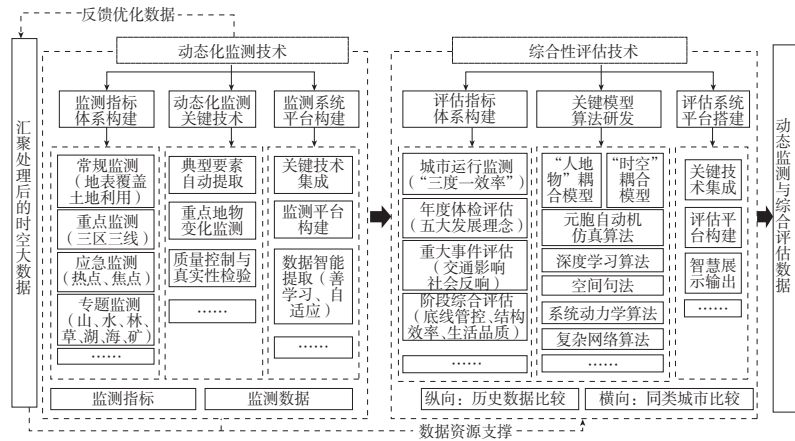 反馈优化数据
动态化监测技术
综合性评估技术
汇聚处理后的时空大数据
监测指标
体系构建
动态化监测
关键技术
监测系统
平台构建
评估指标
体系构建
关键模型
算法研发
评估系统
平台搭建
动态监测与综合评估数据
常规监测
(地表覆盖
土地利用)
重点监测
(三区三线)
应急监测
(热点、焦点)
专题监测
(山、水、林、
草、湖、海、矿)
……
典型要素
自动提取
重点地物
变化监测
质量控制与
真实性检验
……
关键技术
集成
监测平台
构建
数据智能
提取(善
学习、自
适应)
……
城市运行监测
(“三度一效率”)
年度体检评估
(五大发展理念)
重大事件评估
(交通影响
社会反响)
阶段综合评估
(底线管控、结构
效率、生活品质)
……
“人地
物”耦
合模型
“时空”
耦合
模型
元胞自动机
仿真算法
深度学习算法
空间句法
系统动力学算法
复杂网络算法
……
关键技
术集成
评估平
台构建
智慧展
示输出
……
监测指标
监测数据
纵向：历史数据比较
横向：同类城市比较
数据资源支撑